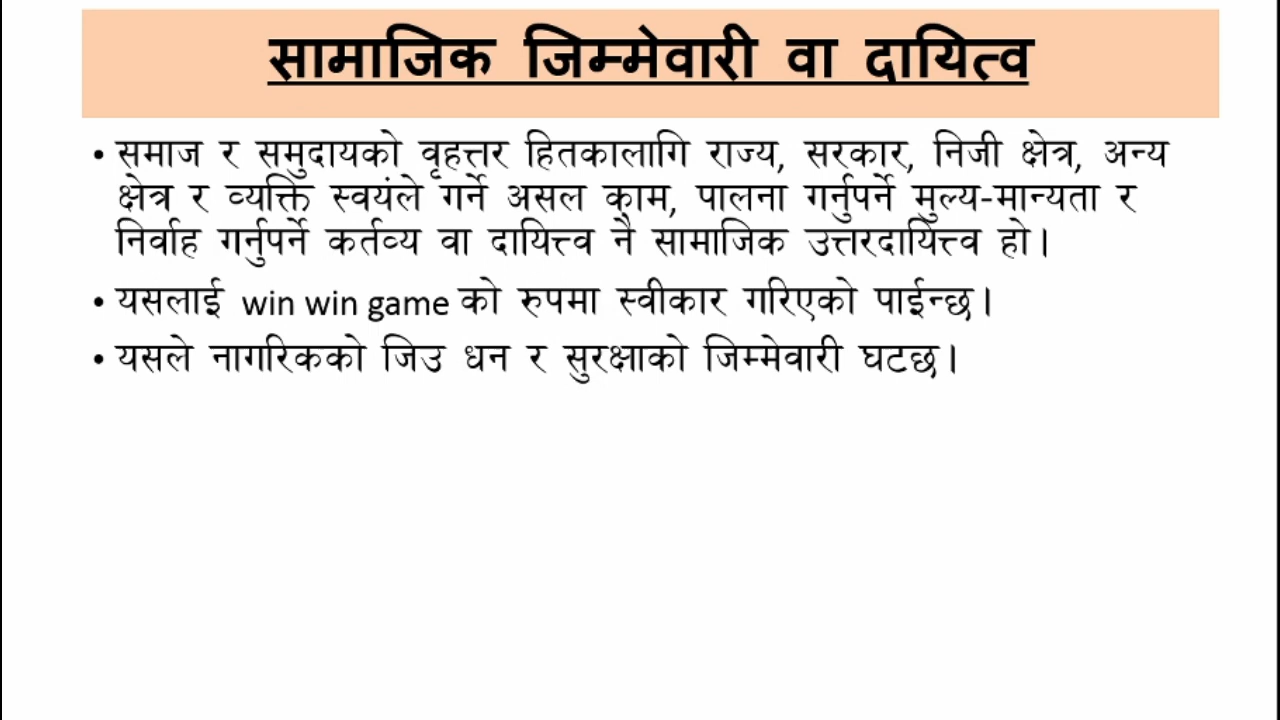 सामाजिक जिम्मेवारी वा दायित्व
• समाज र समुदायको वृहत्तर हितकालागि राज्य, सरकार, निजी क्षेत्र, अन्य
क्षेत्र र व्यक्ति स्वयंले गर्ने असल काम, पालना गर्नुपर्ने मुल्य-मान्यता र
निर्वाह गर्नुपर्ने कर्तव्य वा दायित्त्व नै सामाजिक उत्तरदायित्त्व हो।
• यसलाई win win game को रुपमा स्वीकार गरिएको पाईन्छ।
• यसले नागरिकको जिउ धन र सुरक्षाको जिम्मेवारी घटछ।